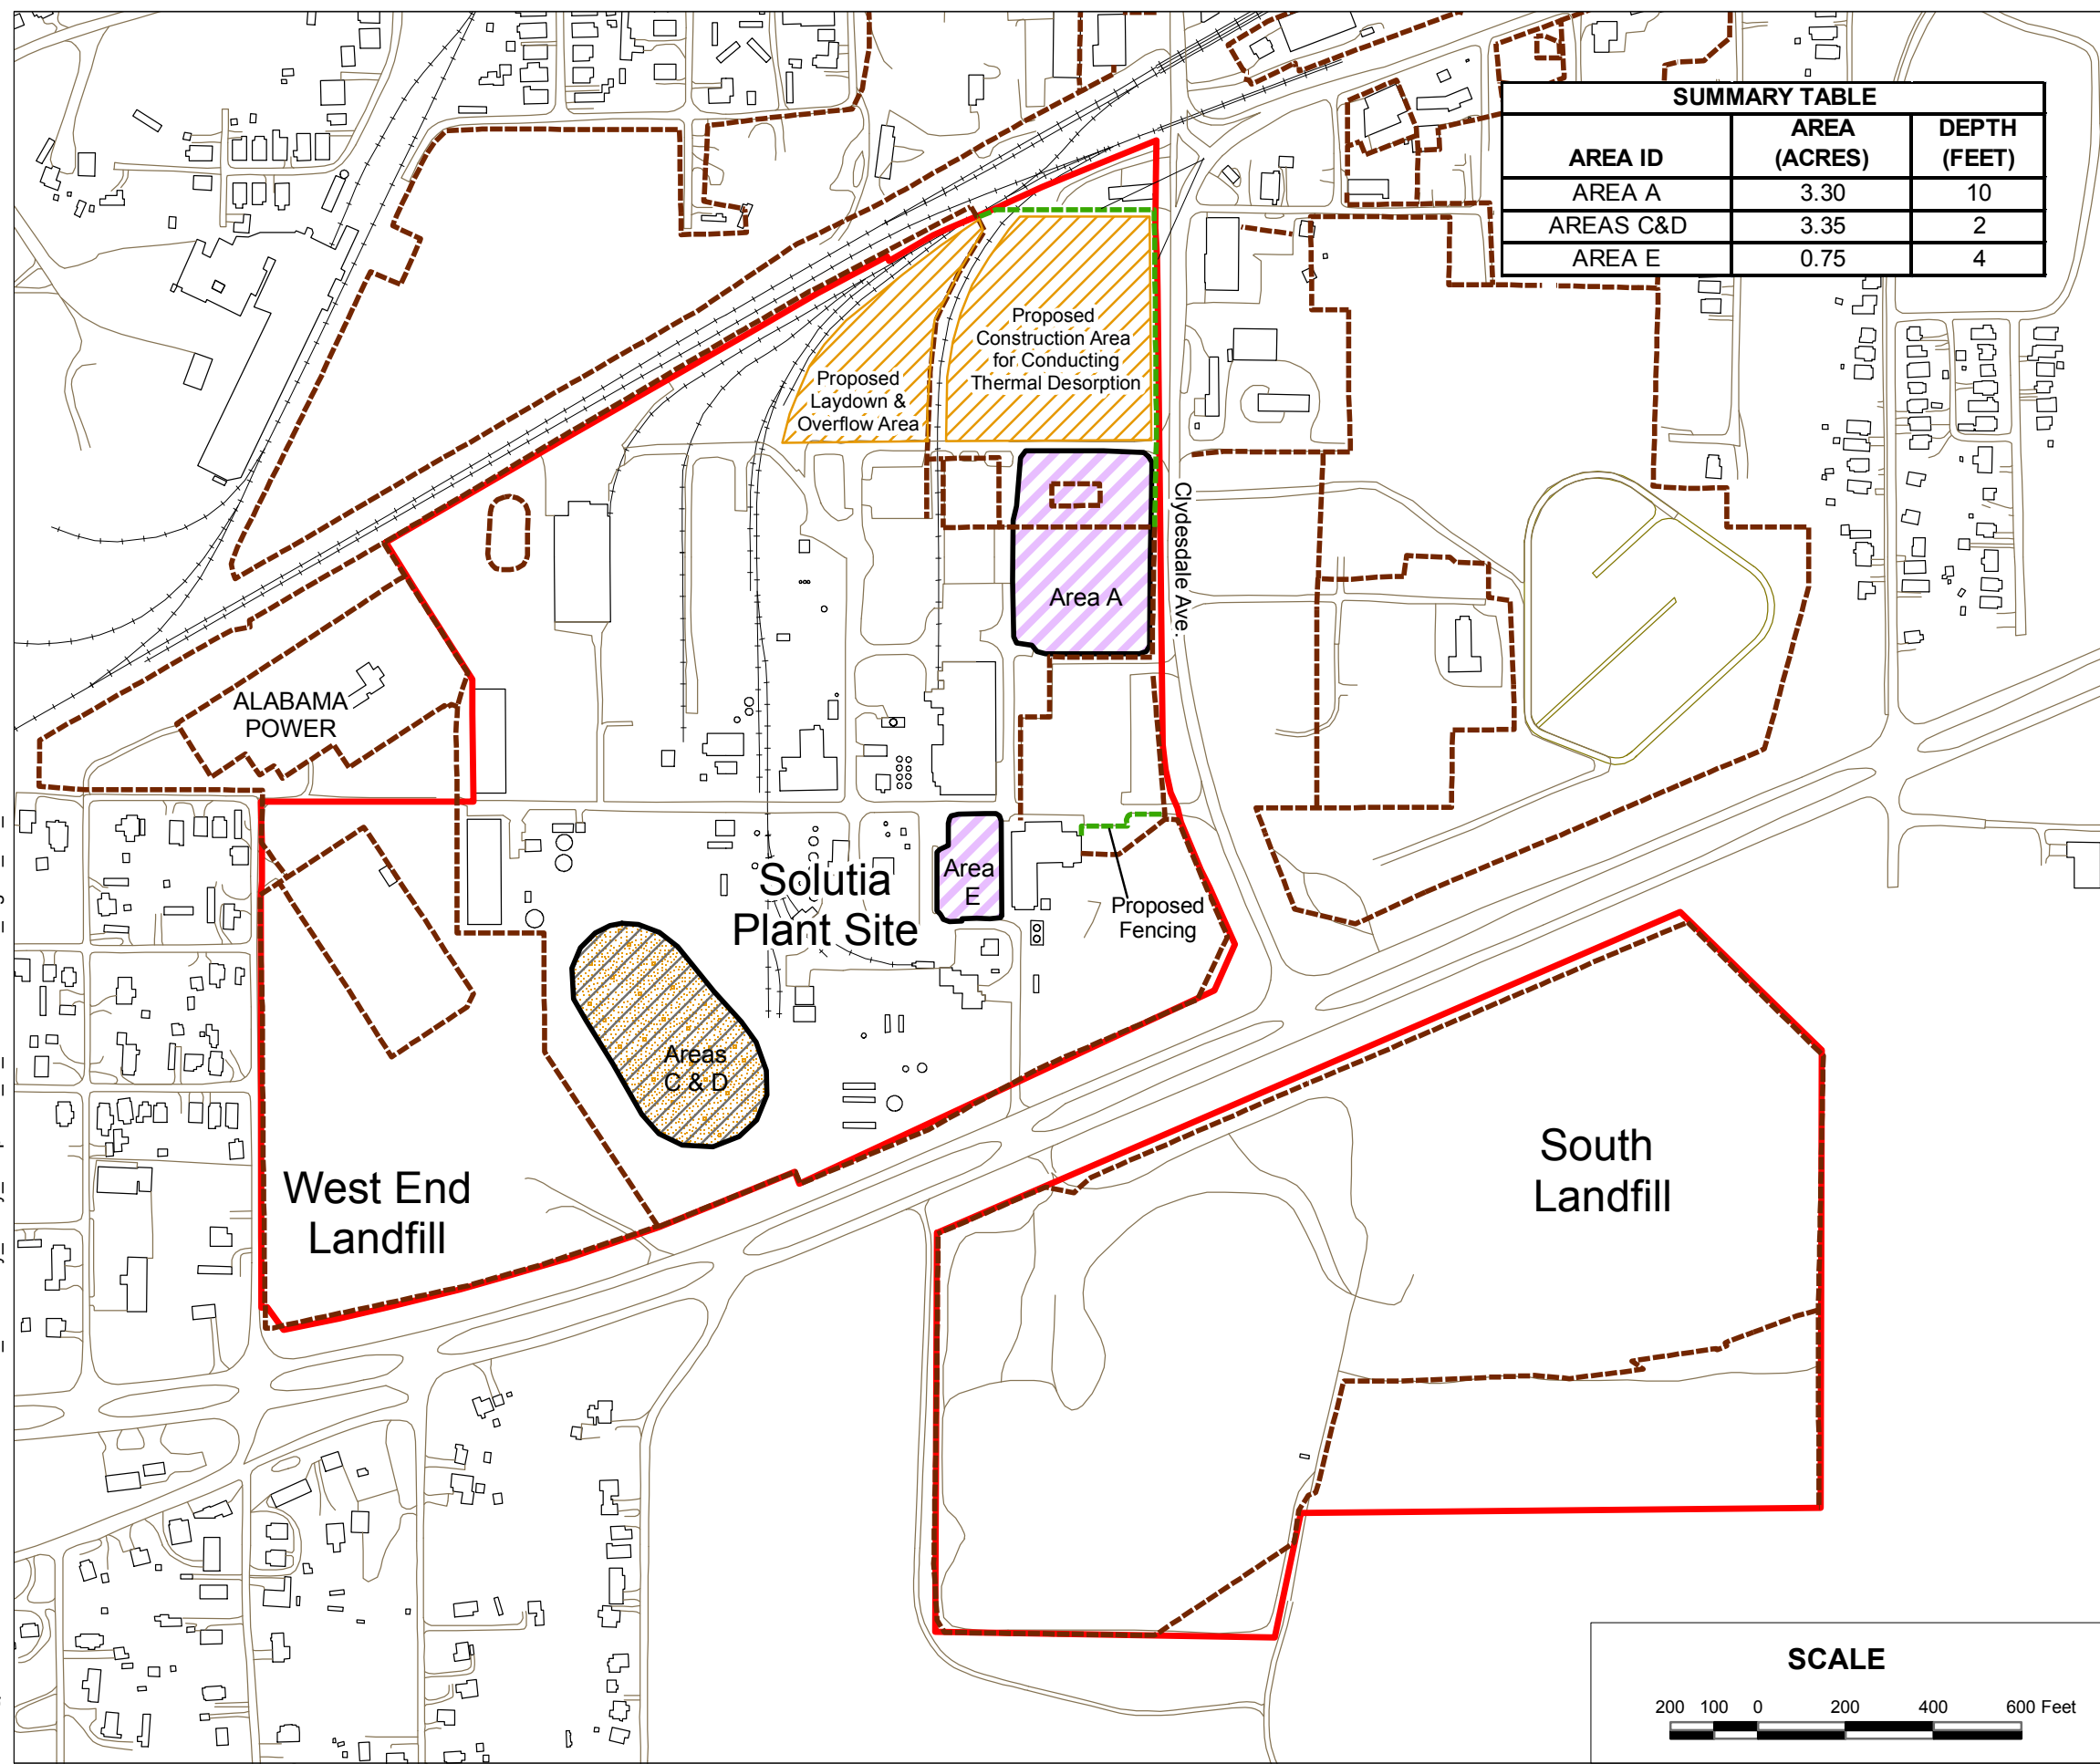 SUMMARY TABLE
AREA ID AREA (ACRES) DEPTH (FEET)
AREA A 3.30 10
AREAS C&D 3.35 2
AREA E 0.75 4
Proposed
Construction Area
for Conducting
Thermal Desorption
Proposed
Laydown &
Overflow Area
Clydesdale Ave.
Area A
ALABAMA
POWER
Area
E
Solutia
Plant Site
Proposed
Fencing
Areas
C & D
West End
Landfill
South
Landfill
SCALE
200 100 0 200 400 600 Feet